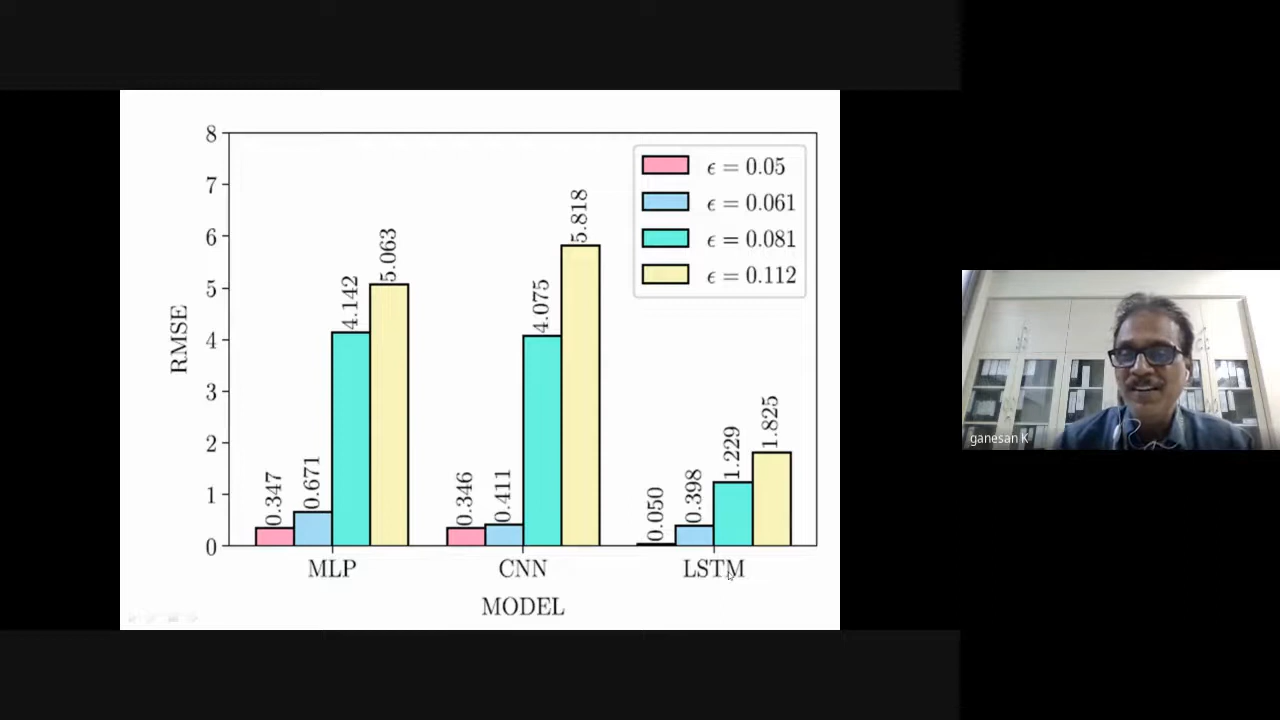 8
7
6
5
4
3
2
1
0
RMSE
0.347
0.671
4.142
5.063
0.346
0.411
4.075
5.818
0.050
0.398
1.229
1.825
ϵ = 0.05
ϵ = 0.061
ϵ = 0.081
ϵ = 0.112
MLP
CNN
LSTM
MODEL
ganesan K